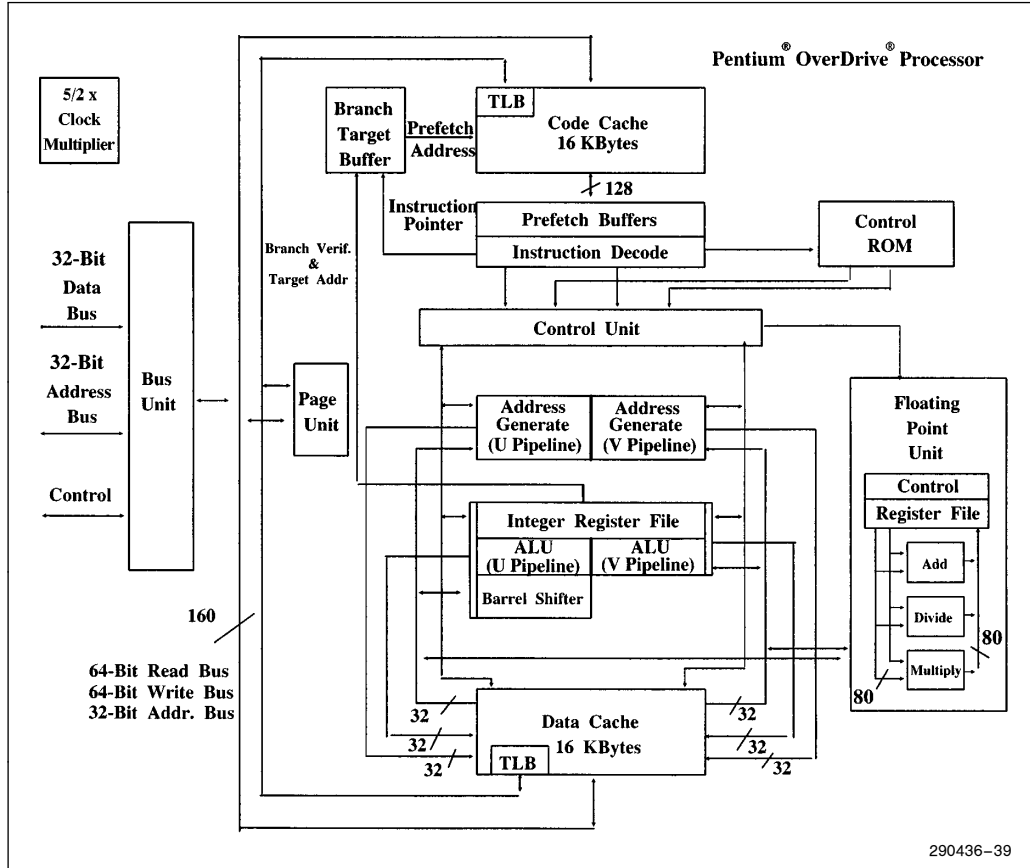 Pentium® OverDrive® Processor
5/2 x
Clock
Multiplier
Branch
Target
Buffer
Prefetch
Address
TLB
Code Cache
16 KBytes
128
Instruction
Pointer
Prefetch Buffers
Instruction Decode
Control
ROM
Branch Verif.
&
Target Addr
Control Unit
32-Bit
Data
Bus
32-Bit
Address
Bus
Control
Bus
Unit
Page
Unit
Address
Generate
(U Pipeline)
Address
Generate
(V Pipeline)
Integer Register File
ALU
(U Pipeline)
ALU
(V Pipeline)
Barrel Shifter
Floating
Point
Unit
Control
Register File
Add
Divide
Multiply
80
80
160
64-Bit Read Bus
64-Bit Write Bus
32-Bit Addr. Bus
32
32
32
Data Cache
16 KBytes
TLB
32
32
32
290436-39